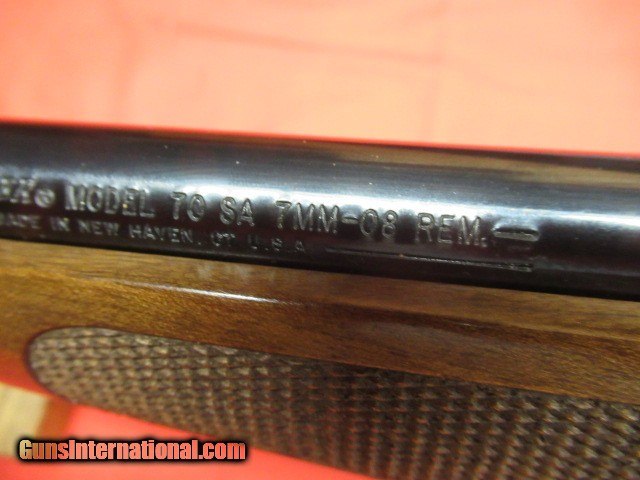 MODEL 70 SA 7MM-08 REM.—
MADE IN NEW HAVEN, CT U.S.A
GunsInternational.com